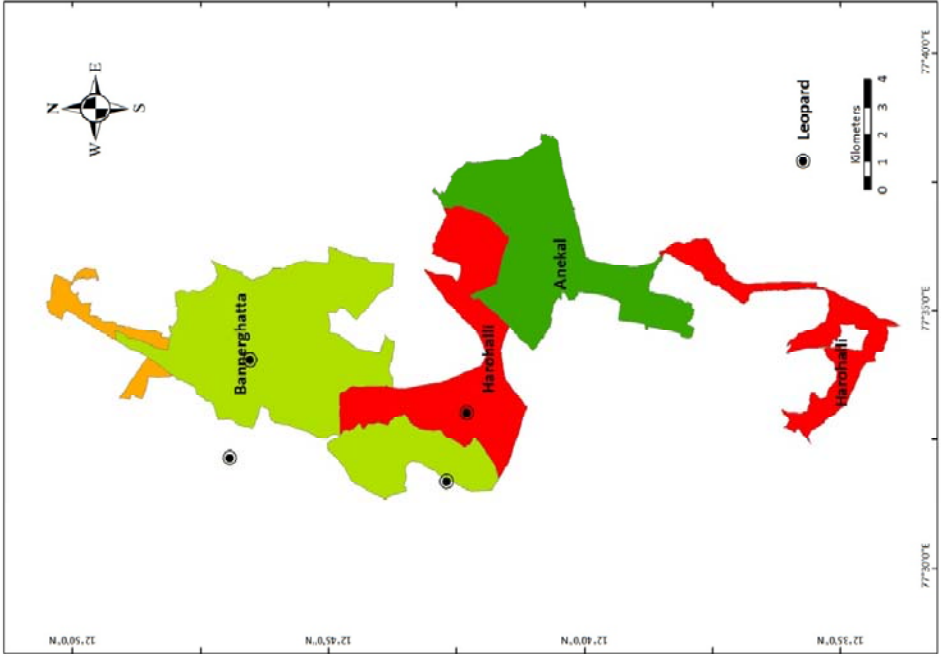 N
W E
S
77°40'0"E
Leopard
Kilometers
0 1 2 3 4
Bannerghatta
Anekal
Harohalli
77°35'0"E
Harohalli
77°30'0"E
12°50'0"N
12°45'0"N
12°40'0"N
12°35'0"N